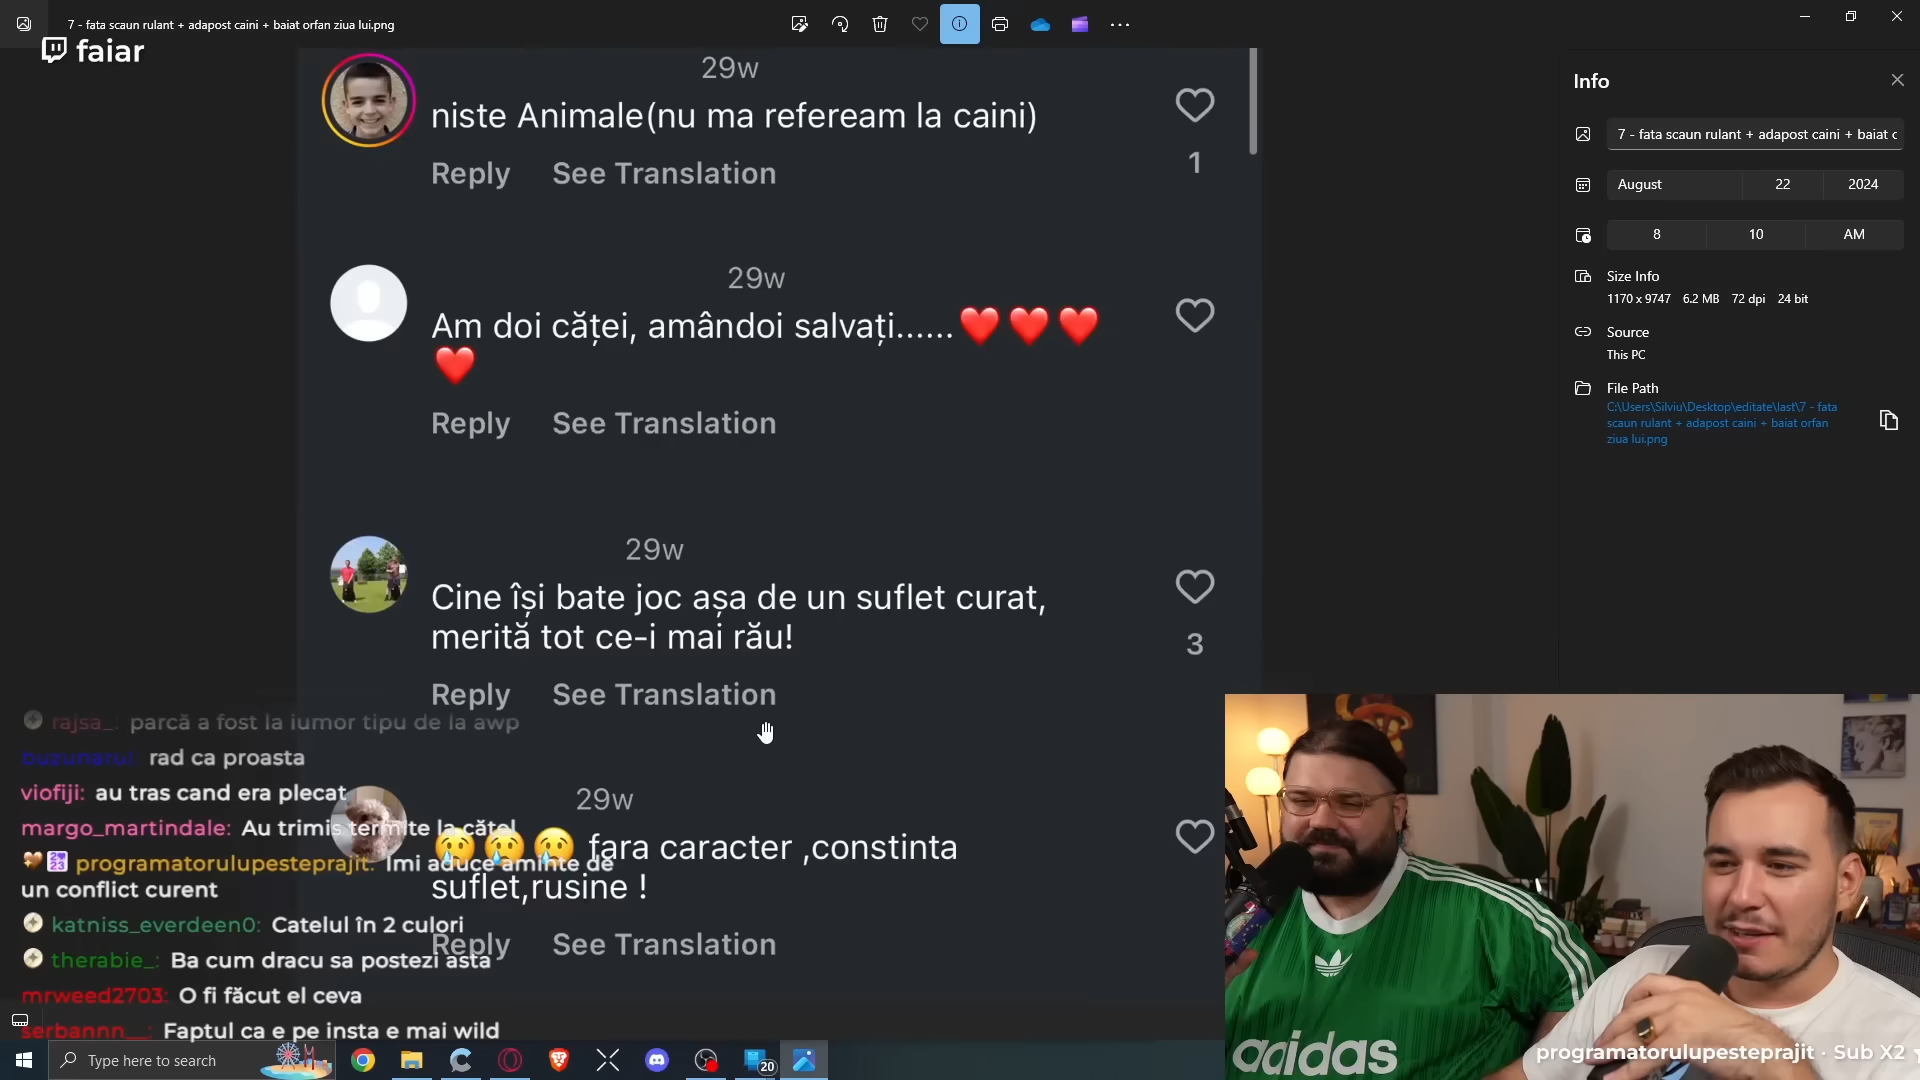 7 - fata scaun rulant + adapost caini + baiat orfan ziua lui.png
faiar
29w
niste Animale(nu ma refeream la caini)
Reply See Translation
1
29w
Am doi căței, amândoi salvați......❤️❤️❤️
❤️
Reply See Translation
29w
Cine își bate joc așa de un suflet curat,
merită tot ce-i mai rău!
3
Reply See Translation
29w
😢😢😢 fara caracter ,constinta
suflet,rusine !
Reply See Translation
rajsa_: parcă a fost la iumor tipu de la awp
buzunarul: rad ca proasta
viofiji: au tras cand era plecat
margo_martindale: Au trimis termite la cățel
programatorulupesteprajit: Imi aduce aminte de
un conflict curent
katniss_everdeen0: Catelul în 2 culori
therabie_: Ba cum dracu sa postezi asta
mrweed2703: O fi făcut el ceva
serbannn__: Faptul ca e pe insta e mai wild
Info
7 - fata scaun rulant + adapost caini + baiat c
August 22 2024
8 10 AM
Size Info
1170 x 9747 6.2 MB 72 dpi 24 bit
Source
This PC
File Path
C:\Users\Silviu\Desktop\editate\last\7 - fata
scaun rulant + adapost caini + baiat orfan
ziua lui.png
adidas
programatorulupesteprajit · Sub X2
Type here to search
20